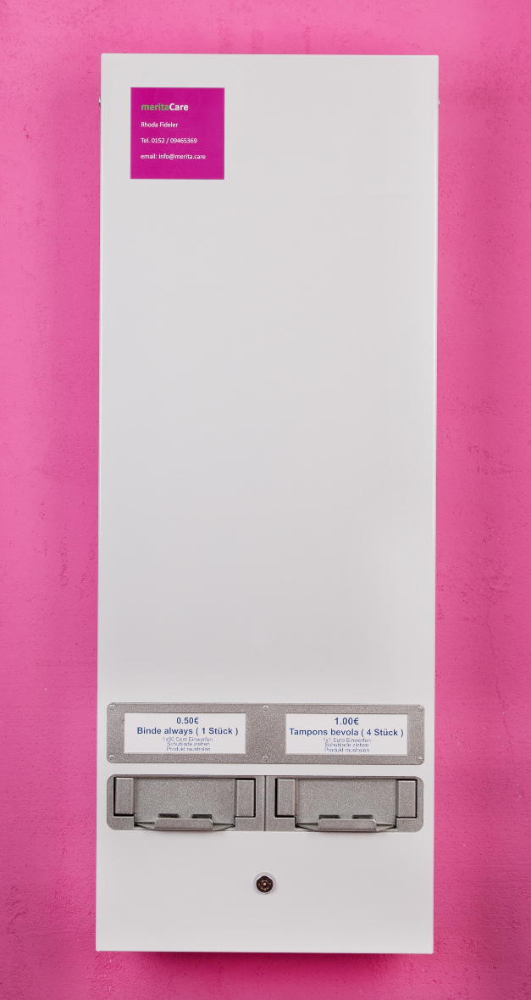 meritaCare
Rhoda Fideler
Tel. 0152 / 09465369
email: info@merita.care
0.50€
Binde always ( 1 Stück )
1x50 Cent Einwerfen
Schublade ziehen
Produkt rausholen
1.00€
Tampons bevola ( 4 Stück )
1x1 Euro Einwerfen
Schublade ziehen
Produkt rausholen